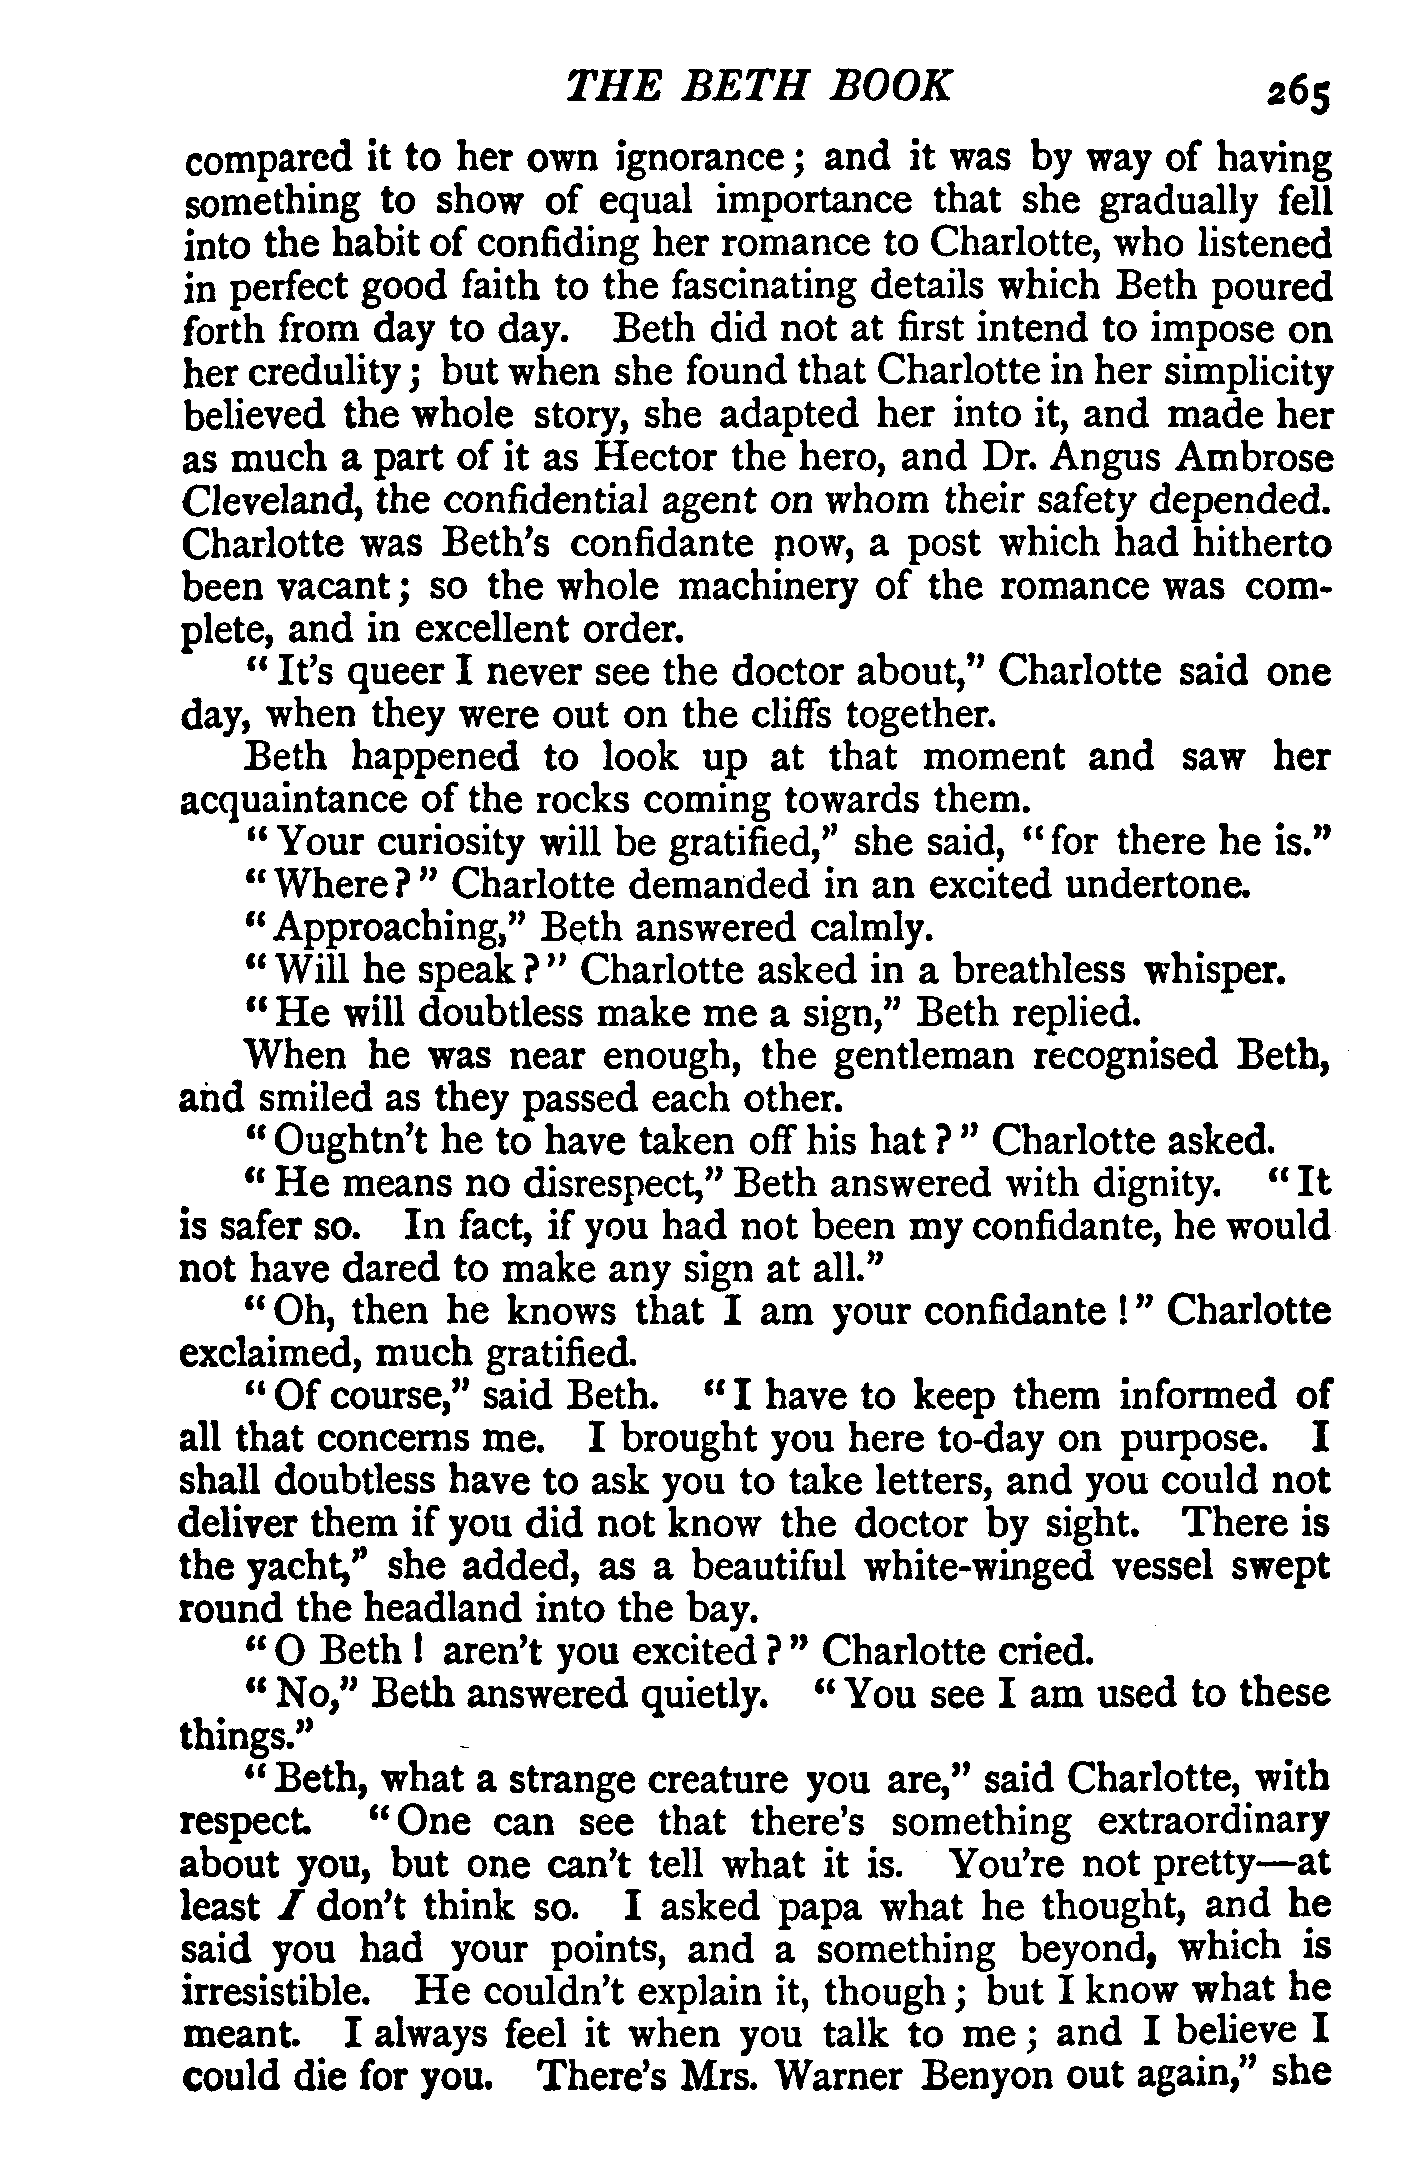 THE BETH BOOK 265
compared it to her own ignorance; and it was by way of having
something to show of equal importance that she gradually fell
into the habit of confiding her romance to Charlotte, who listened
in perfect good faith to the fascinating details which Beth poured
forth from day to day. Beth did not at first intend to impose on
her credulity; but when she found that Charlotte in her simplicity
believed the whole story, she adapted her into it, and made her
as much a part of it as Hector the hero, and Dr. Angus Ambrose
Cleveland, the confidential agent on whom their safety depended.
Charlotte was Beth's confidante now, a post which had hitherto
been vacant; so the whole machinery of the romance was com-
plete, and in excellent order.
"It's queer I never see the doctor about," Charlotte said one
day, when they were out on the cliffs together.
Beth happened to look up at that moment and saw her
acquaintance of the rocks coming towards them.
"Your curiosity will be gratified," she said, "for there he is."
"Where?" Charlotte demanded in an excited undertone.
"Approaching," Beth answered calmly.
"Will he speak?" Charlotte asked in a breathless whisper.
"He will doubtless make me a sign," Beth replied.
When he was near enough, the gentleman recognised Beth,
and smiled as they passed each other.
"Oughtn't he to have taken off his hat?" Charlotte asked.
"He means no disrespect," Beth answered with dignity. "It
is safer so. In fact, if you had not been my confidante, he would
not have dared to make any sign at all."
"Oh, then he knows that I am your confidante!" Charlotte
exclaimed, much gratified.
"Of course," said Beth. "I have to keep them informed of
all that concerns me. I brought you here to-day on purpose. I
shall doubtless have to ask you to take letters, and you could not
deliver them if you did not know the doctor by sight. There is
the yacht," she added, as a beautiful white-winged vessel swept
round the headland into the bay.
"O Beth! aren't you excited?" Charlotte cried.
"No," Beth answered quietly. "You see I am used to these
things."
"Beth, what a strange creature you are," said Charlotte, with
respect. "One can see that there's something extraordinary
about you, but one can't tell what it is. You're not pretty—at
least I don't think so. I asked papa what he thought, and he
said you had your points, and a something beyond, which is
irresistible. He couldn't explain it, though; but I know what he
meant. I always feel it when you talk to me; and I believe I
could die for you. There's Mrs. Warner Benyon out again," she